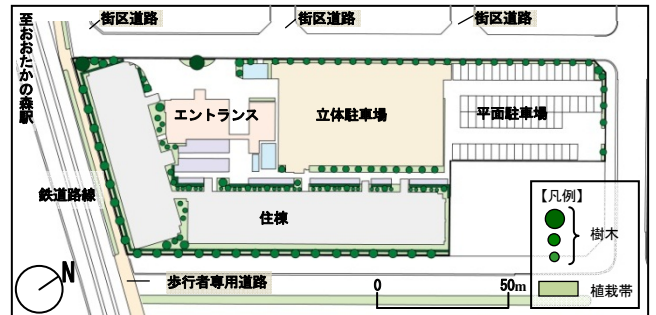 街区道路
街区道路
街区道路
至おおたかの森駅
エントランス
立体駐車場
平面駐車場
鉄道路線
住棟
【凡例】
樹木
植栽帯
N
歩行者専用道路
0
50m